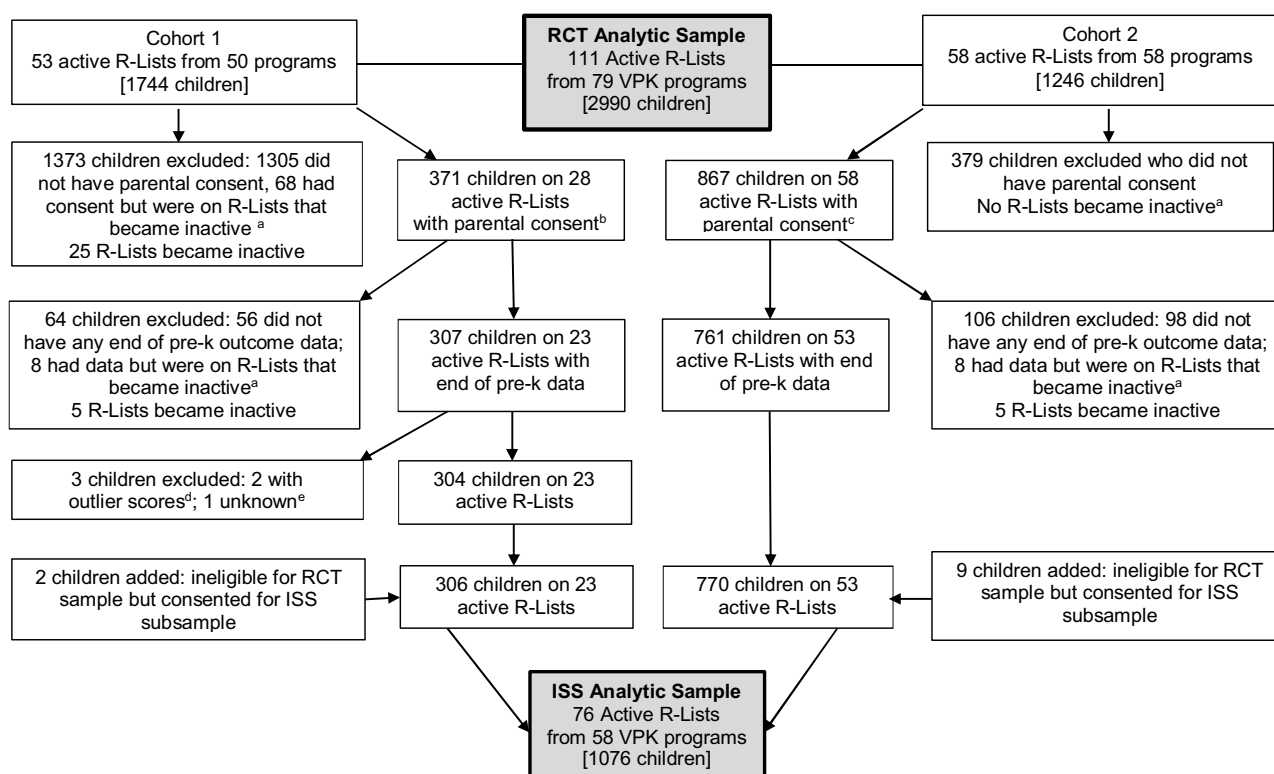 Cohort 1
53 active R-Lists from 50 programs
[1744 children]
RCT Analytic Sample
111 Active R-Lists
from 79 VPK programs
[2990 children]
Cohort 2
58 active R-Lists from 58 programs
[1246 children]
1373 children excluded: 1305 did
not have parental consent, 68 had
consent but were on R-Lists that
became inactive ᵃ
25 R-Lists became inactive
371 children on 28
active R-Lists
with parental consentᵇ
867 children on 58
active R-Lists with
parental consentᶜ
379 children excluded who did not
have parental consent
No R-Lists became inactiveᵃ
64 children excluded: 56 did not
have any end of pre-k outcome data;
8 had data but were on R-Lists that
became inactiveᵃ
5 R-Lists became inactive
307 children on 23
active R-Lists with
end of pre-k data
761 children on 53
active R-Lists with end
of pre-k data
106 children excluded: 98 did not
have any end of pre-k outcome data;
8 had data but were on R-Lists that
became inactiveᵃ
5 R-Lists became inactive
3 children excluded: 2 with
outlier scoresᵈ; 1 unknownᵉ
304 children on 23
active R-Lists
2 children added: ineligible for RCT
sample but consented for ISS
subsample
306 children on 23
active R-Lists
770 children on 53
active R-Lists
9 children added: ineligible for RCT
sample but consented for ISS
subsample
ISS Analytic Sample
76 Active R-Lists
from 58 VPK programs
[1076 children]